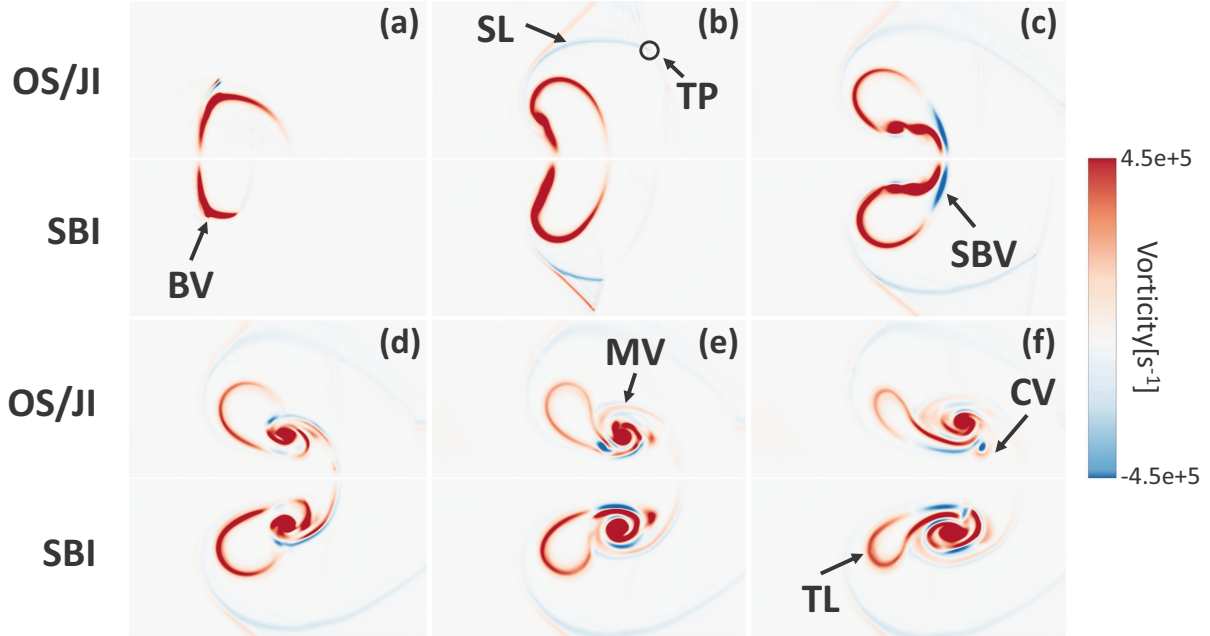 (a)
(b)
(c)
SL
TP
OS/JI
SBI
BV
SBV
4.5e+5
Vorticity[s⁻¹]
-4.5e+5
(d)
(e)
(f)
MV
CV
OS/JI
SBI
TL